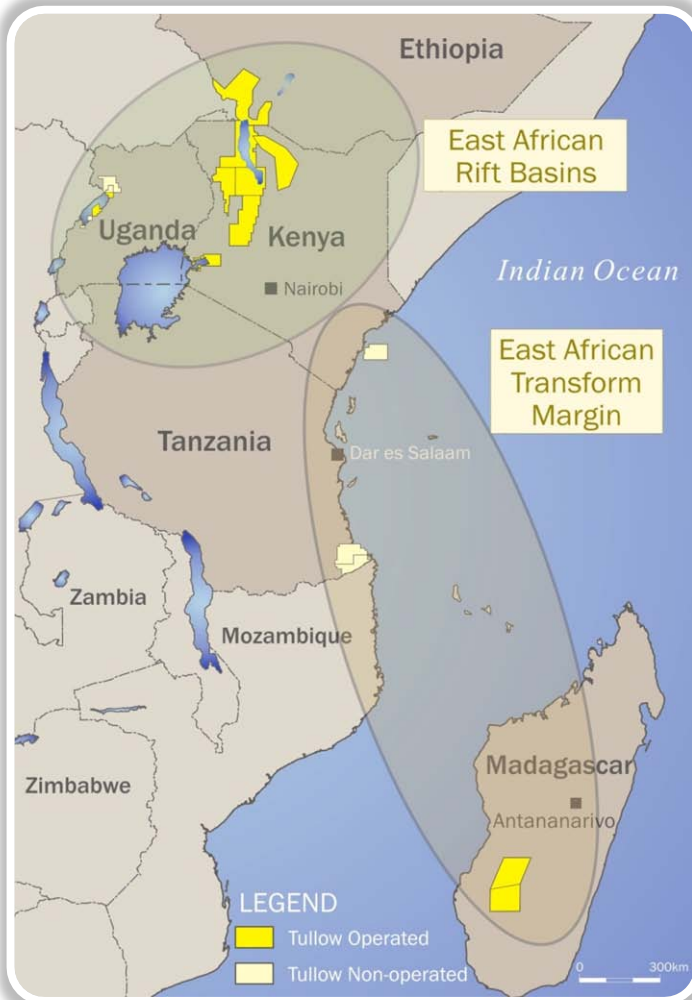 Ethiopia
East African
Rift Basins
Uganda
Kenya
Indian Ocean
Nairobi
East African
Transform
Margin
Tanzania
Dar es Salaam
Zambia
Mozambique
Madagascar
Zimbabwe
Antananarivo
LEGEND
Tullow Operated
Tullow Non-operated
0 300km